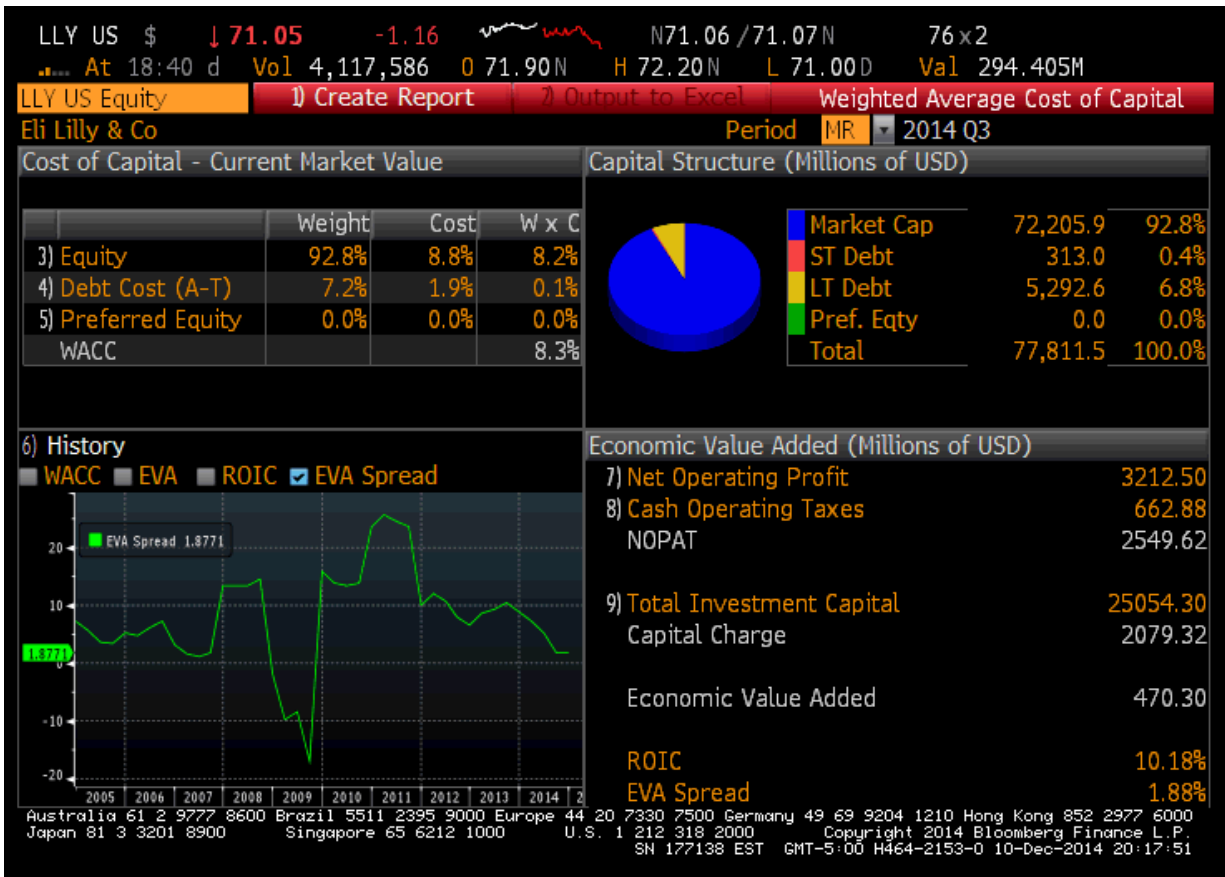 LLY US $ ↓71.05 -1.16 N71.06/71.07N 76x2
At 18:40 d Vol 4,117,586 O 71.90N H 72.20N L 71.00D Val 294.405M
LLY US Equity 1) Create Report 2) Output to Excel Weighted Average Cost of Capital
Eli Lilly & Co Period MR 2014 Q3
Cost of Capital - Current Market Value
Weight Cost W x C
3) Equity 92.8% 8.8% 8.2%
4) Debt Cost (A-T) 7.2% 1.9% 0.1%
5) Preferred Equity 0.0% 0.0% 0.0%
WACC 8.3%
Capital Structure (Millions of USD)
Market Cap 72,205.9 92.8%
ST Debt 313.0 0.4%
LT Debt 5,292.6 6.8%
Pref. Eqty 0.0 0.0%
Total 77,811.5 100.0%
6) History
WACC EVA ROIC EVA Spread
EVA Spread 1.8771
20
10
1.8771
0
-10
-20
2005 2006 2007 2008 2009 2010 2011 2012 2013 2014 2
Economic Value Added (Millions of USD)
7) Net Operating Profit 3212.50
8) Cash Operating Taxes 662.88
NOPAT 2549.62
9) Total Investment Capital 25054.30
Capital Charge 2079.32
Economic Value Added 470.30
ROIC 10.18%
EVA Spread 1.88%
Australia 61 2 9777 8600 Brazil 5511 2395 9000 Europe 44 20 7330 7500 Germany 49 69 9204 1210 Hong Kong 852 2977 6000
Japan 81 3 3201 8900 Singapore 65 6212 1000 U.S. 1 212 318 2000 Copyright 2014 Bloomberg Finance L.P.
SN 177138 EST GMT-5:00 H464-2153-0 10-Dec-2014 20:17:51